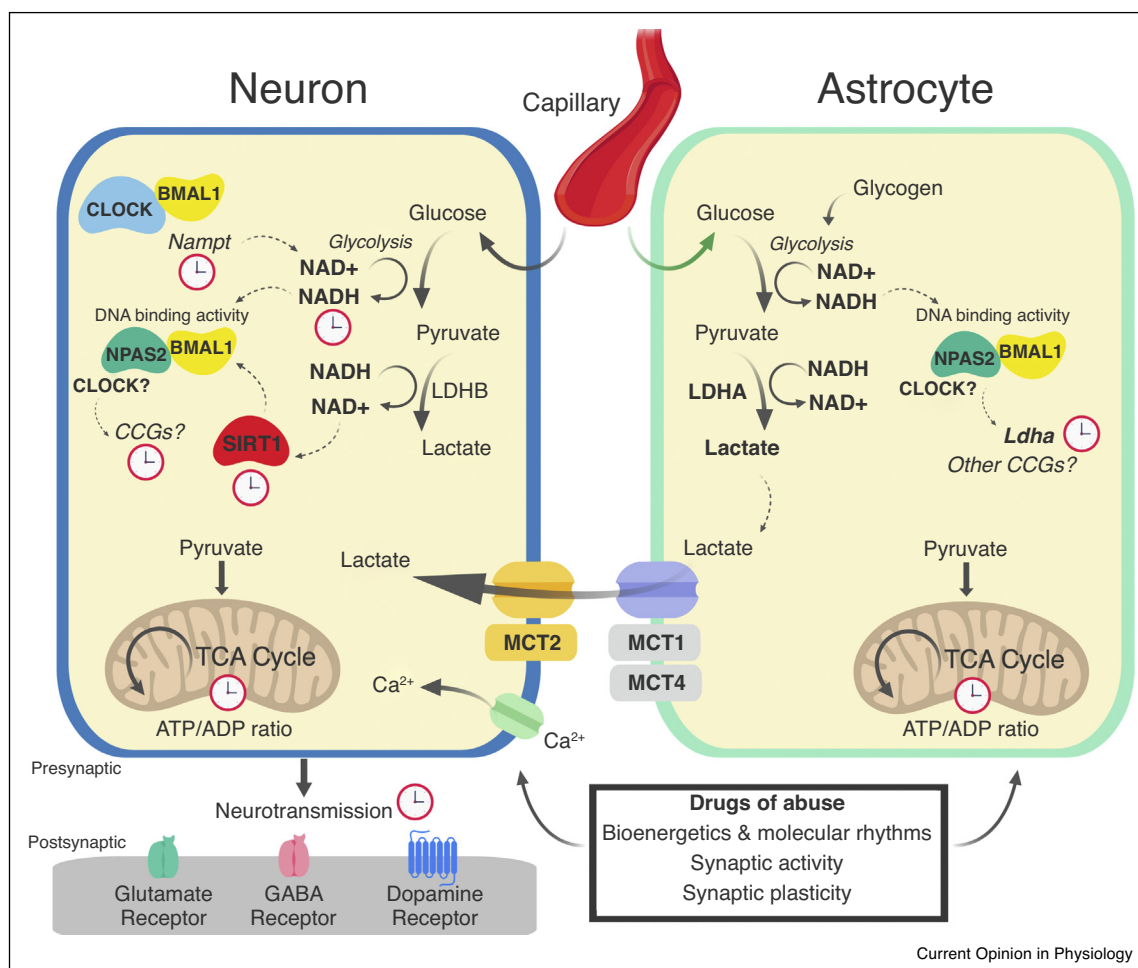 Neuron
Capillary
Astrocyte
CLOCK
BMAL1
Nampt
Glucose
Glycolysis
NAD+
NADH
DNA binding activity
NPAS2
BMAL1
CLOCK?
Pyruvate
NADH
NAD+
LDHB
CCGs?
SIRT1
Lactate
Glycogen
Glucose
Glycolysis
NAD+
NADH
DNA binding activity
Pyruvate
NPAS2
BMAL1
CLOCK?
LDHA
NADH
NAD+
Lactate
Ldha
Other CCGs?
Pyruvate
TCA Cycle
ATP/ADP ratio
Lactate
MCT2
Ca2+
Ca2+
Lactate
MCT1
MCT4
Pyruvate
TCA Cycle
ATP/ADP ratio
Presynaptic
Neurotransmission
Postsynaptic
Glutamate
Receptor
GABA
Receptor
Dopamine
Receptor
Drugs of abuse
Bioenergetics & molecular rhythms
Synaptic activity
Synaptic plasticity
Current Opinion in Physiology